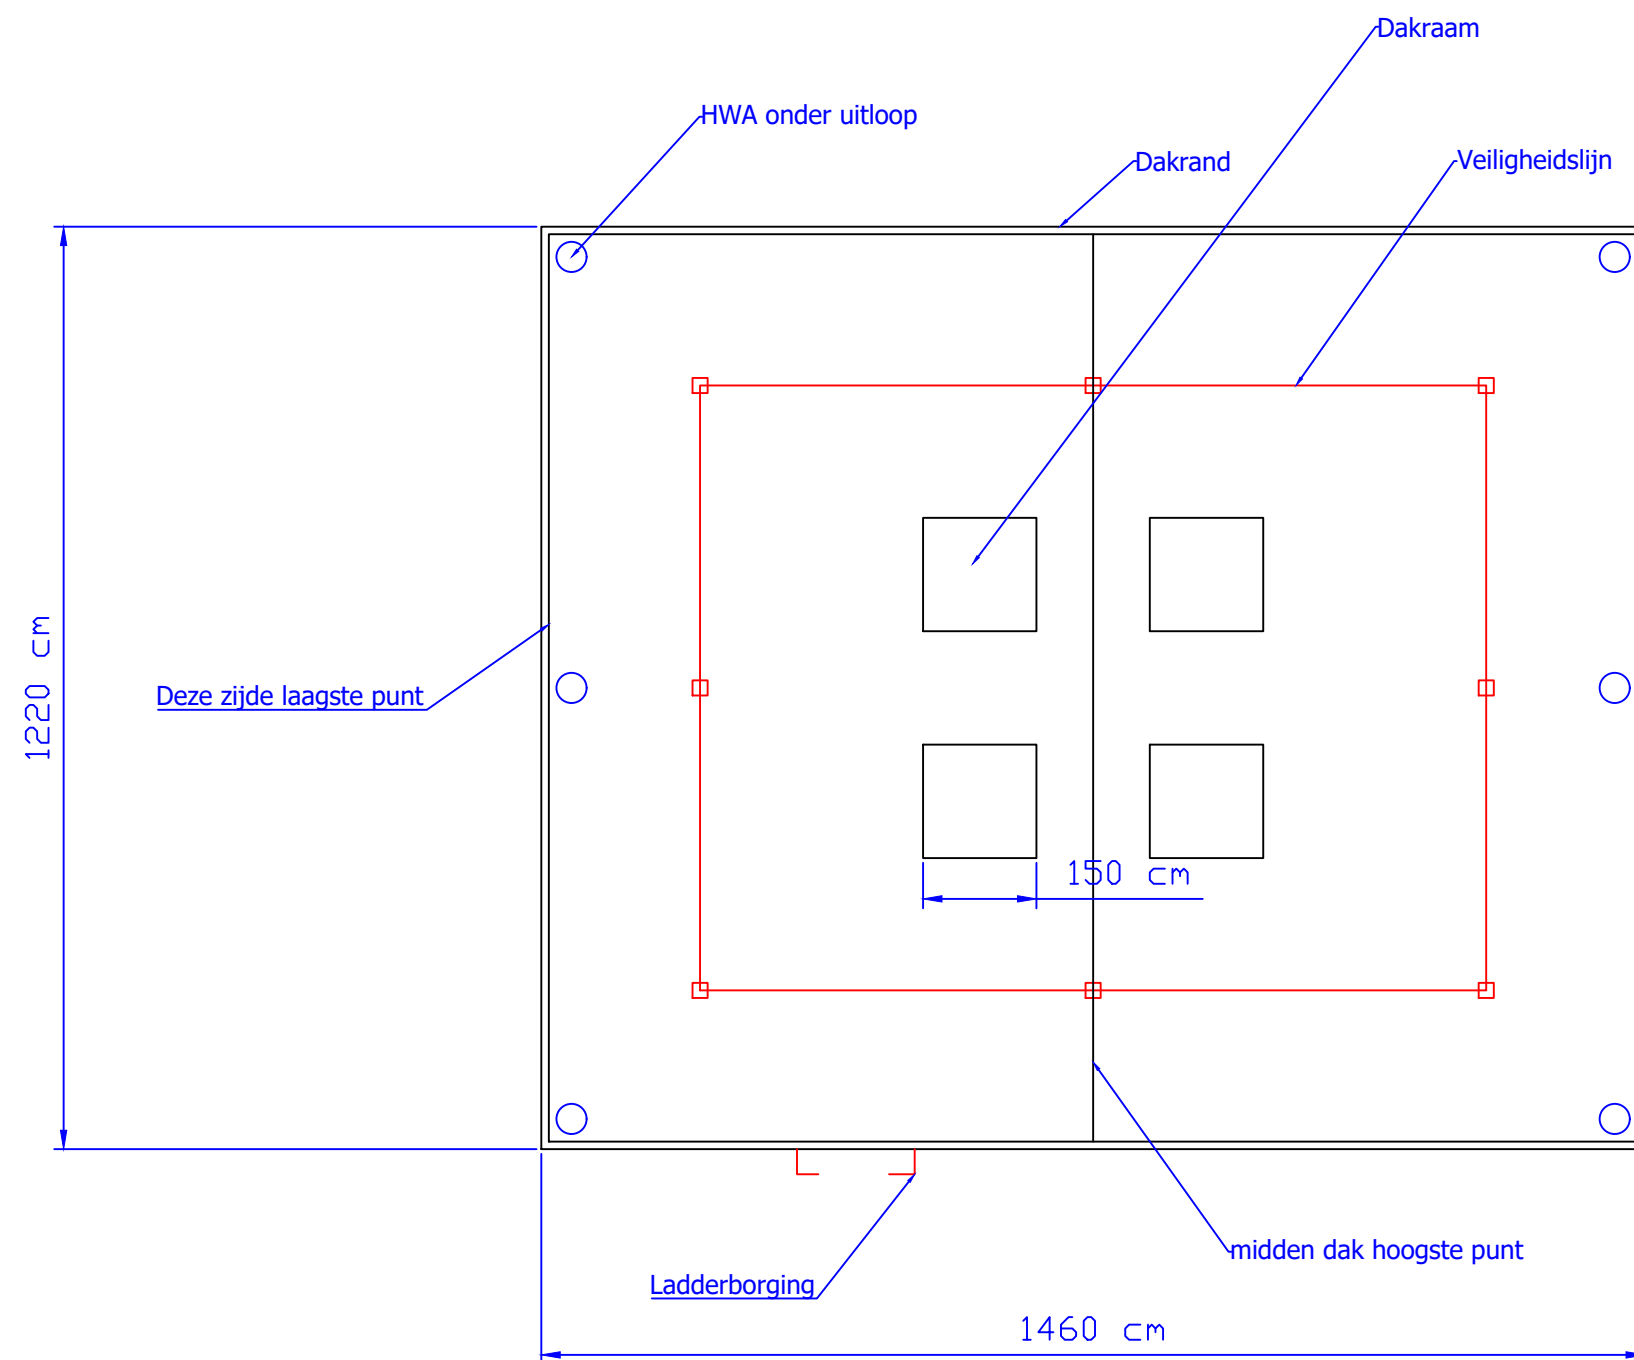 Dakraam
HWA onder uitloop
Dakrand
Veiligheidslijn
1220 cm
Deze zijde laagste punt
150 cm
midden dak hoogste punt
Ladderborging
1460 cm